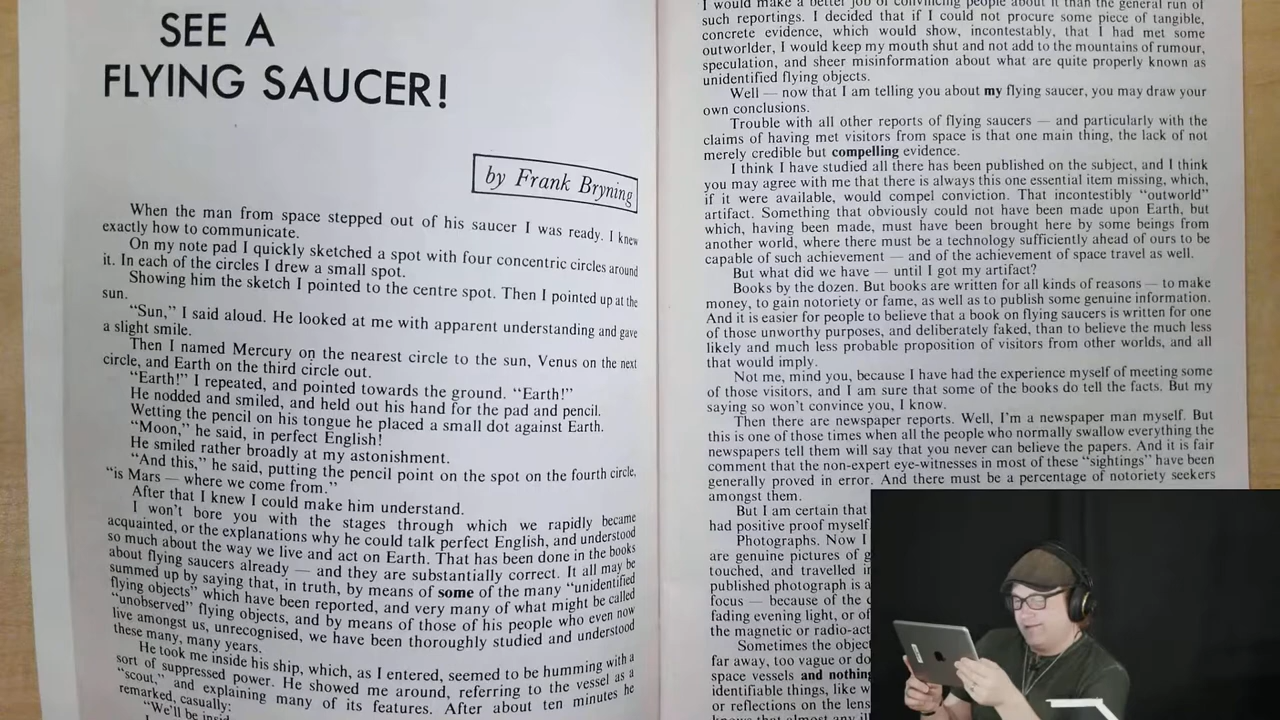 SEE A
FLYING SAUCER!
by Frank Bryning
When the man from space stepped out of his saucer I was ready. I knew
exactly how to communicate.
On my note pad I quickly sketched a spot with four concentric circles around
it. In each of the circles I drew a small spot.
Showing him the sketch I pointed to the centre spot. Then I pointed up at the
sun.
“Sun,” I said aloud. He looked at me with apparent understanding and gave
a slight smile.
Then I named Mercury on the nearest circle to the sun, Venus on the next
circle, and Earth on the third circle out.
“Earth!” I repeated, and pointed towards the ground. “Earth!”
He nodded and smiled, and held out his hand for the pad and pencil.
Wetting the pencil on his tongue he placed a small dot against Earth.
“Moon,” he said, in perfect English!
He smiled rather broadly at my astonishment.
“And this,” he said, putting the pencil point on the spot on the fourth circle,
“is Mars — where we come from.”
After that I knew I could make him understand.
I won’t bore you with the stages through which we rapidly became
acquainted, or the explanations why he could talk perfect English, and understood
so much about the way we live and act on Earth. That has been done in the books
about flying saucers already — and they are substantially correct. It all may be
summed up by saying that, in truth, by means of some of the many “unidentified
flying objects” which have been reported, and very many of what might be called
“unobserved” flying objects, and by means of those of his people who even now
live amongst us, unrecognised, we have been thoroughly studied and understood
these many, many years.
He took me inside his ship, which, as I entered, seemed to be humming with a
sort of suppressed power. He showed me around, referring to the vessel as a
“scout,” and explaining many of its features. After about ten minutes he
remarked, casually:
“We’ll be
I would make a better job of convincing people about it than the general run of
such reportings. I decided that if I could not procure some piece of tangible,
concrete evidence, which would show, incontestably, that I had met some
outworlder, I would keep my mouth shut and not add to the mountains of rumour,
speculation, and sheer misinformation about what are quite properly known as
unidentified flying objects.
Well — now that I am telling you about my flying saucer, you may draw your
own conclusions.
Trouble with all other reports of flying saucers — and particularly with the
claims of having met visitors from space is that one main thing, the lack of not
merely credible but compelling evidence.
I think I have studied all there has been published on the subject, and I think
you may agree with me that there is always this one essential item missing, which,
if it were available, would compel conviction. That incontestibly “outworld”
artifact. Something that obviously could not have been made upon Earth, but
which, having been made, must have been brought here by some beings from
another world, where there must be a technology sufficiently ahead of ours to be
capable of such achievement — and of the achievement of space travel as well.
But what did we have — until I got my artifact?
Books by the dozen. But books are written for all kinds of reasons — to make
money, to gain notoriety or fame, as well as to publish some genuine information.
And it is easier for people to believe that a book on flying saucers is written for one
of those unworthy purposes, and deliberately faked, than to believe the much less
likely and much less probable proposition of visitors from other worlds, and all
that would imply.
Not me, mind you, because I have had the experience myself of meeting some
of those visitors, and I am sure that some of the books do tell the facts. But my
saying so won’t convince you, I know.
Then there are newspaper reports. Well, I’m a newspaper man myself. But
this is one of those times when all the people who normally swallow everything the
newspapers tell them will say that you never can believe the papers. And it is fair
comment that the non-expert eye-witnesses in most of these “sightings” have been
generally proved in error. And there must be a percentage of notoriety seekers
amongst them.
But I am certain that
had positive proof myself
Photographs. Now I
are genuine pictures of
touched, and travelled
published photograph is a
focus — because of the
fading evening light, or of
the magnetic or
Sometimes the
far away, too vague or
space vessels and
identifiable things, like
or reflections on the
that almost any